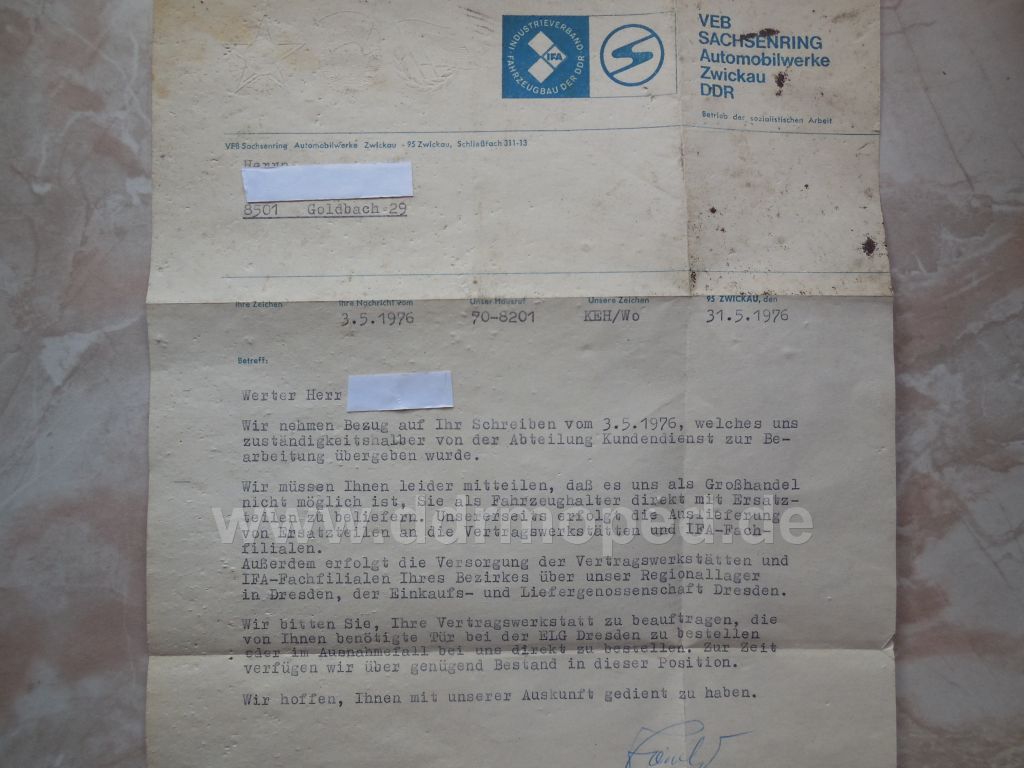 INDUSTRIEVERBAND
FAHRZEUGBAU DER DDR
IFA
VEB
SACHSENRING
Automobilwerke
Zwickau
DDR
Betrieb der sozialistischen Arbeit
VEB Sachsenring Automobilwerke Zwickau - 95 Zwickau, Schließfach 311-13
Herrn
8501 Goldbach 29
Ihre Zeichen Ihre Nachricht vom Unser Hausruf Unsere Zeichen 95 ZWICKAU, den
3.5.1976 70-8201 KEH/Wo 31.5.1976
Betreff:
Werter Herr
Wir nehmen Bezug auf Ihr Schreiben vom 3.5.1976, welches uns
zuständigkeitshalber von der Abteilung Kundendienst zur Be-
arbeitung übergeben wurde.
Wir müssen Ihnen leider mitteilen, daß es uns als Großhandel
nicht möglich ist, Sie als Fahrzeughalter direkt mit Ersatz-
teilen zu beliefern. Unsererseits erfolgt die Auslieferung
von Ersatzteilen an die Vertragswerkstätten und IFA-Fach-
filialen.
Außerdem erfolgt die Versorgung der Vertragswerkstätten und
IFA-Fachfilialen Ihres Bezirkes über unser Regionallager
in Dresden, der Einkaufs- und Liefergenossenschaft Dresden.
Wir bitten Sie, Ihre Vertragswerkstatt zu beauftragen, die
von Ihnen benötigte Tür bei der ELG Dresden zu bestellen
oder im Ausnahmefall bei uns direkt zu bestellen. Zur Zeit
verfügen wir über genügend Bestand in dieser Position.
Wir hoffen, Ihnen mit unserer Auskunft gedient zu haben.
www.ddrmoped.de